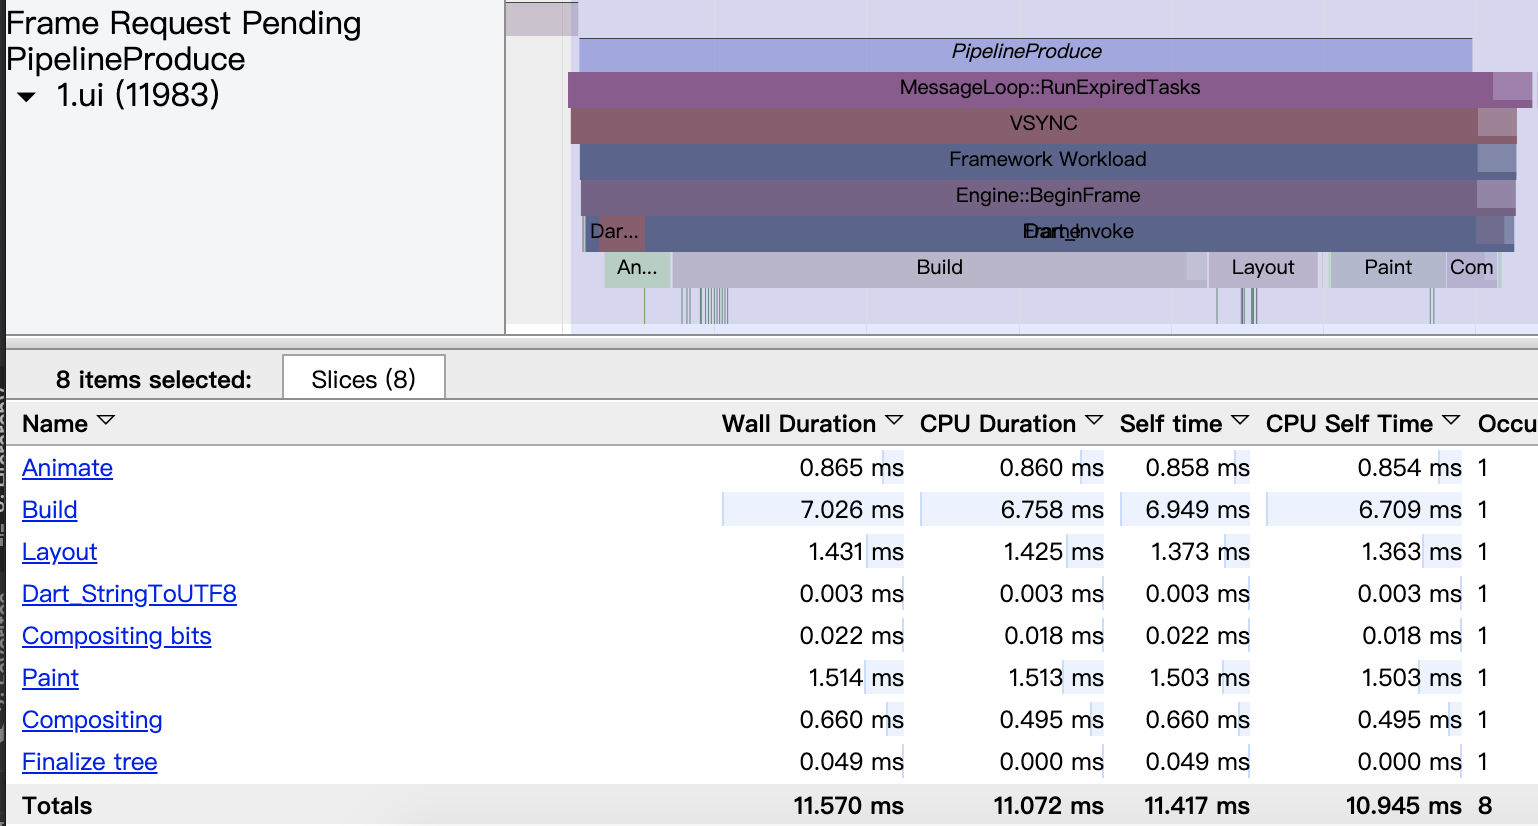 Frame Request Pending
PipelineProduce
1.ui (11983)
PipelineProduce
MessageLoop::RunExpiredTasks
VSYNC
Framework Workload
Engine::BeginFrame
Dar...
An... Build Layout Paint Com
8 items selected: Slices (8)
Name Wall Duration CPU Duration Self time CPU Self Time Occu
Animate 0.865 ms 0.860 ms 0.858 ms 0.854 ms 1
Build 7.026 ms 6.758 ms 6.949 ms 6.709 ms 1
Layout 1.431 ms 1.425 ms 1.373 ms 1.363 ms 1
Dart_StringToUTF8 0.003 ms 0.003 ms 0.003 ms 0.003 ms 1
Compositing bits 0.022 ms 0.018 ms 0.022 ms 0.018 ms 1
Paint 1.514 ms 1.513 ms 1.503 ms 1.503 ms 1
Compositing 0.660 ms 0.495 ms 0.660 ms 0.495 ms 1
Finalize tree 0.049 ms 0.000 ms 0.049 ms 0.000 ms 1
Totals 11.570 ms 11.072 ms 11.417 ms 10.945 ms 8